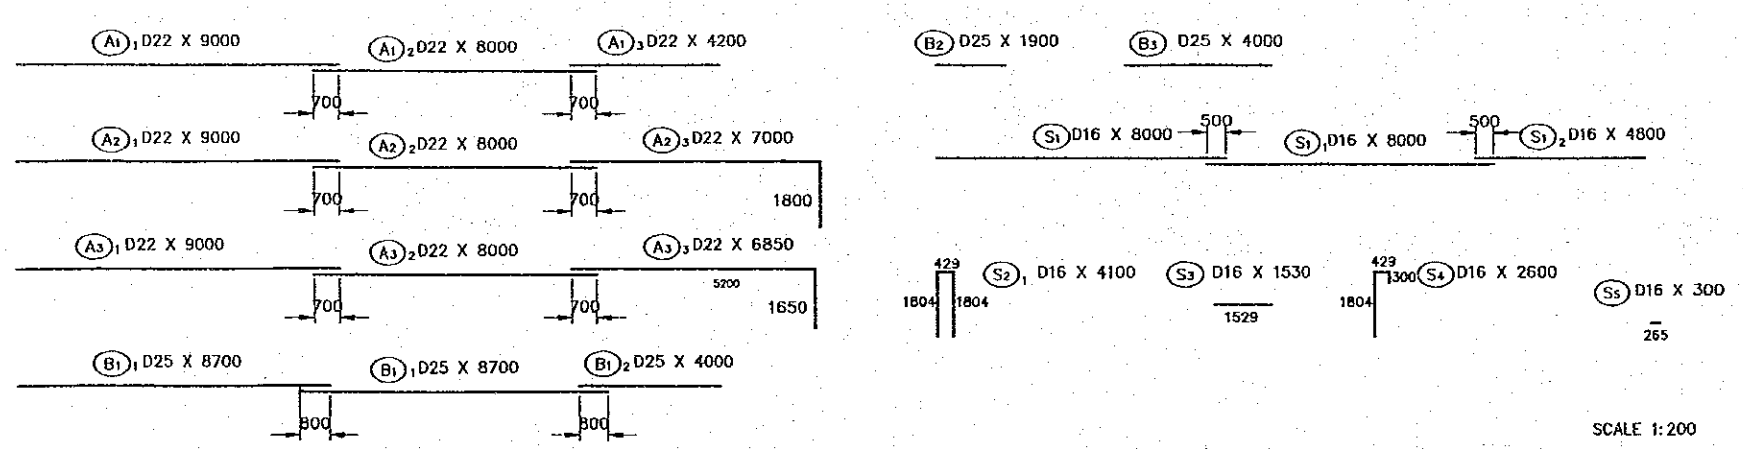 A1 1 D22 X 9000
A1 2 D22 X 8000
A1 3 D22 X 4200
700
700
A2 1 D22 X 9000
A2 2 D22 X 8000
A2 3 D22 X 7000
700
700
1800
A3 1 D22 X 9000
A3 2 D22 X 8000
A3 3 D22 X 6850
5200
700
700
1650
B1 1 D25 X 8700
B1 1 D25 X 8700
B1 2 D25 X 4000
800
800
B2 D25 X 1900
B3 D25 X 4000
S1 D16 X 8000
500
S1 1 D16 X 8000
500
S1 2 D16 X 4800
429
1804
1804
S2 1 D16 X 4100
S3 D16 X 1530
1529
429
300
1804
S4 D16 X 2600
S5 D16 X 300
265
SCALE 1:200